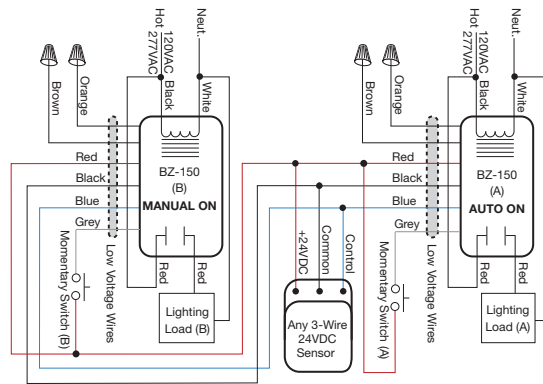 Hot
120VAC
277VAC
Neut.
Brown
Orange
Black
White
Red
Black
Blue
Grey
BZ-150
(B)
MANUAL ON
Low Voltage Wires
Momentary Switch (B)
Red
Red
Lighting
Load (B)
+24VDC
Common
Control
Any 3-Wire
24VDC
Sensor
Hot
120VAC
277VAC
Neut.
Brown
Orange
Black
White
Red
Black
Blue
Grey
BZ-150
(A)
AUTO ON
Low Voltage Wires
Momentary Switch (A)
Red
Red
Lighting
Load (A)